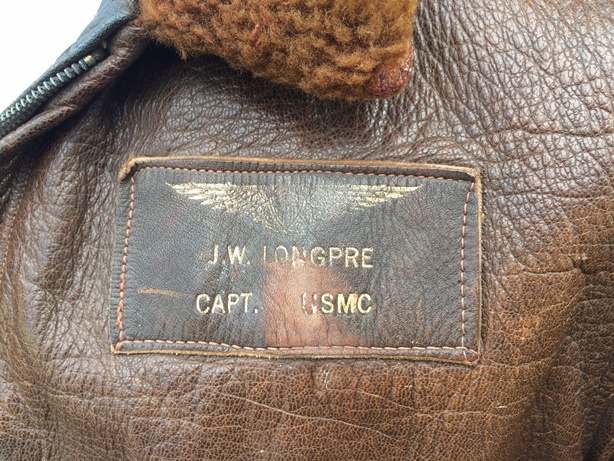 J.W. LONGPRE
CAPT. USMC